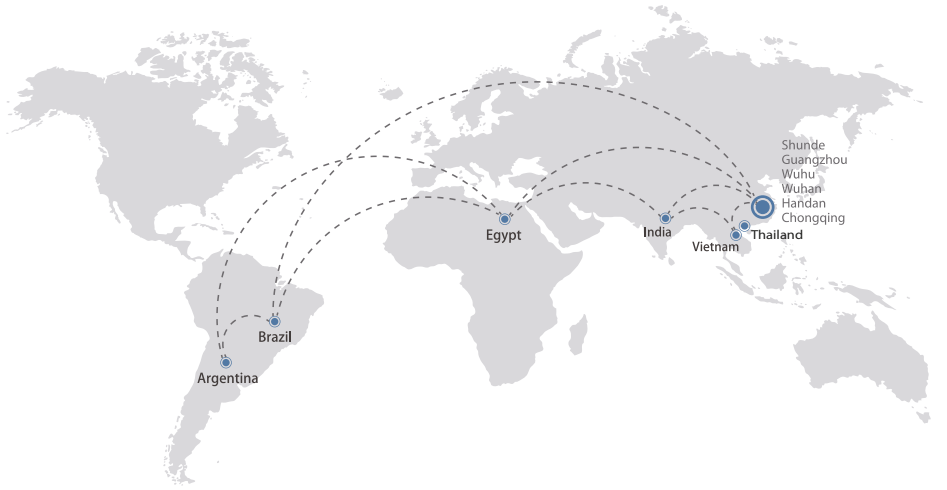 Shunde
Guangzhou
Wuhu
Wuhan
Handan
Chongqing
Thailand
India
Vietnam
Egypt
Brazil
Argentina